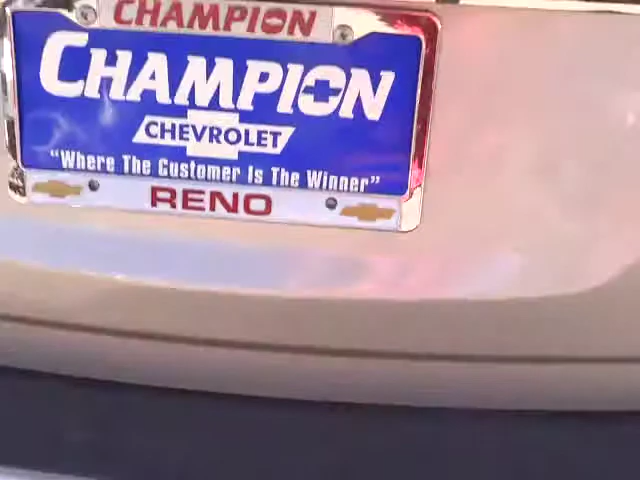 CHAMPION
CHAMPION
CHEVROLET
"Where The Customer Is The Winner"
RENO